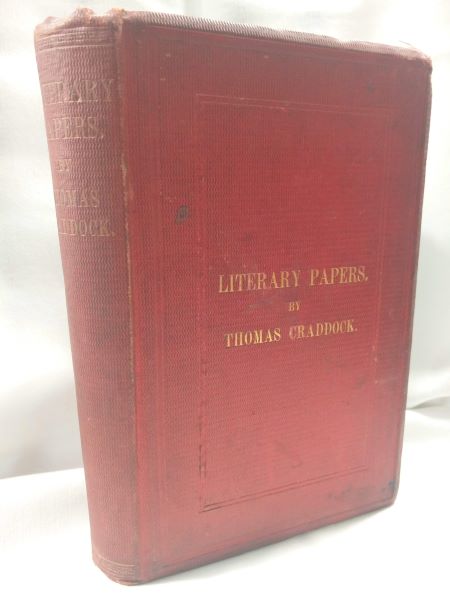 LITERARY
PAPERS.
BY
THOMAS
CRADDOCK.
LITERARY PAPERS.
BY
THOMAS CRADDOCK.